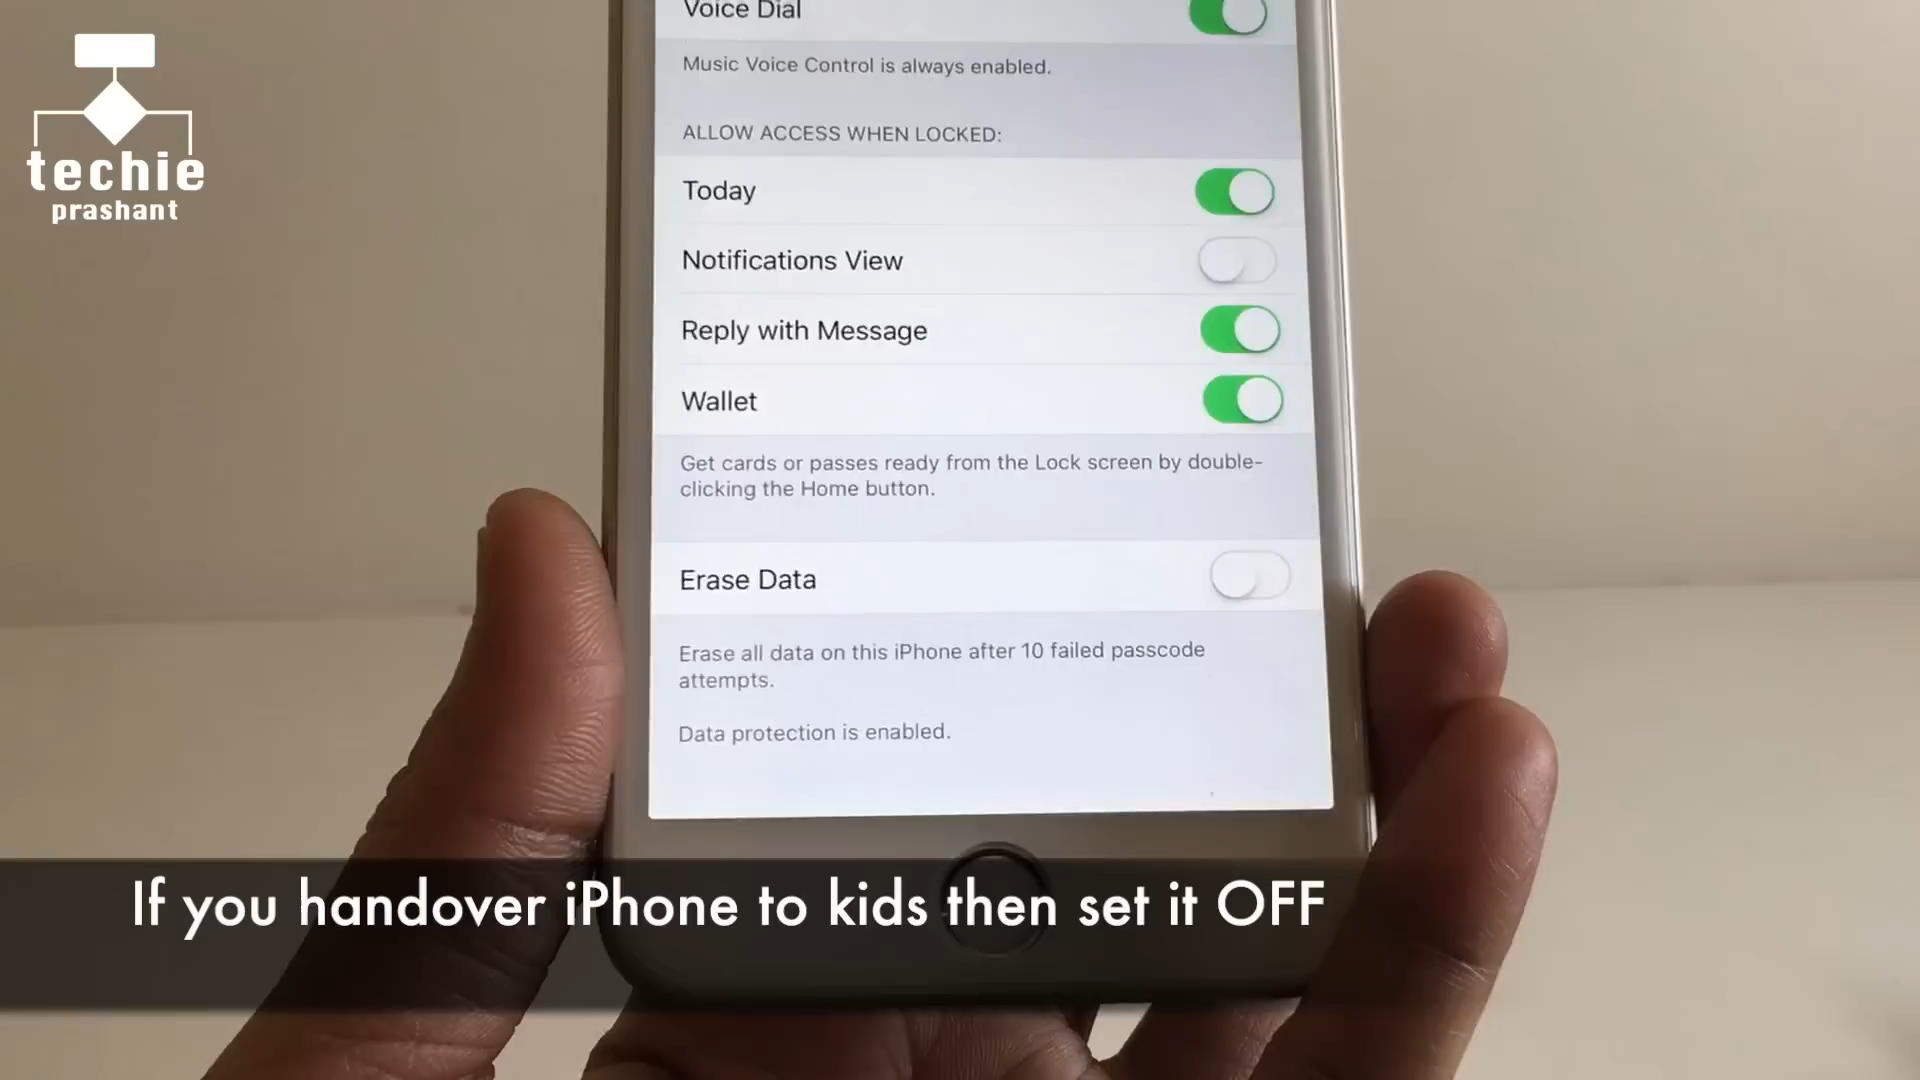 techie
prashant
Voice Dial
Music Voice Control is always enabled.
ALLOW ACCESS WHEN LOCKED:
Today
Notifications View
Reply with Message
Wallet
Get cards or passes ready from the Lock screen by double-
clicking the Home button.
Erase Data
Erase all data on this iPhone after 10 failed passcode
attempts.
Data protection is enabled.
If you handover iPhone to kids then set it OFF